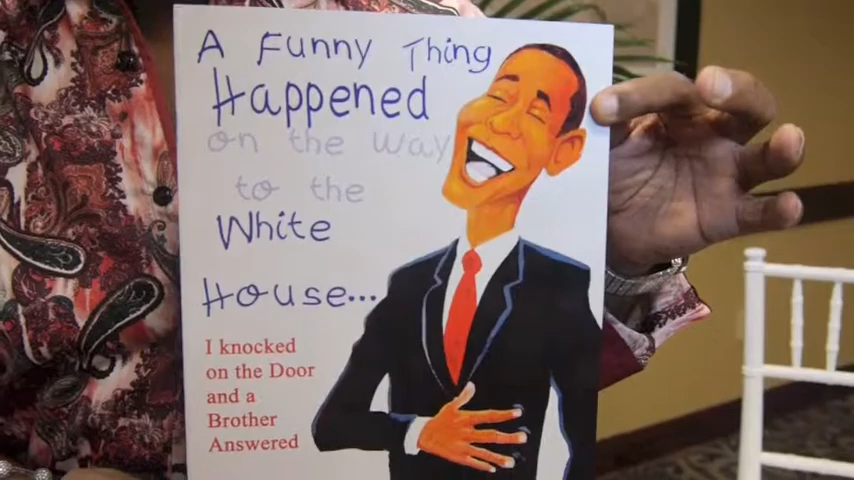 A Funny Thing
Happened
on the Way
to the
White
House...
I knocked
on the Door
and a
Brother
Answered